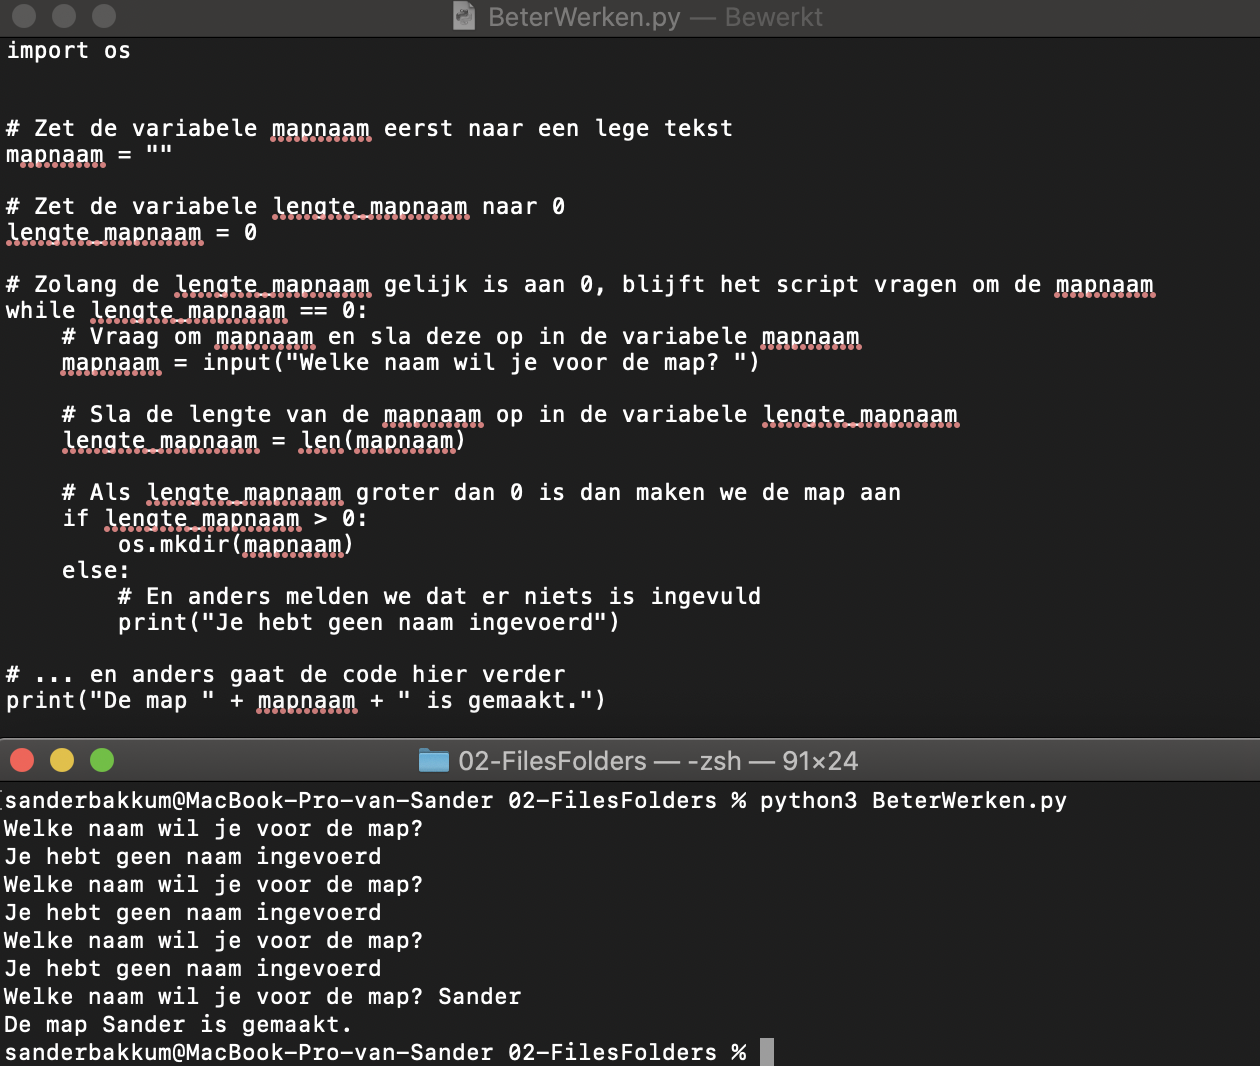 BeterWerken.py — Bewerkt
import os
# Zet de variabele mapnaam eerst naar een lege tekst
mapnaam = ""
# Zet de variabele lengte_mapnaam naar 0
lengte_mapnaam = 0
# Zolang de lengte_mapnaam gelijk is aan 0, blijft het script vragen om de mapnaam
while lengte_mapnaam == 0:
    # Vraag om mapnaam en sla deze op in de variabele mapnaam
    mapnaam = input("Welke naam wil je voor de map? ")
    # Sla de lengte van de mapnaam op in de variabele lengte_mapnaam
    lengte_mapnaam = len(mapnaam)
    # Als lengte_mapnaam groter dan 0 is dan maken we de map aan
    if lengte_mapnaam > 0:
        os.mkdir(mapnaam)
    else:
        # En anders melden we dat er niets is ingevuld
        print("Je hebt geen naam ingevoerd")
# ... en anders gaat de code hier verder
print("De map " + mapnaam + " is gemaakt.")
02-FilesFolders — -zsh — 91×24
sanderbakkum@MacBook-Pro-van-Sander 02-FilesFolders % python3 BeterWerken.py
Welke naam wil je voor de map?
Je hebt geen naam ingevoerd
Welke naam wil je voor de map?
Je hebt geen naam ingevoerd
Welke naam wil je voor de map?
Je hebt geen naam ingevoerd
Welke naam wil je voor de map? Sander
De map Sander is gemaakt.
sanderbakkum@MacBook-Pro-van-Sander 02-FilesFolders %